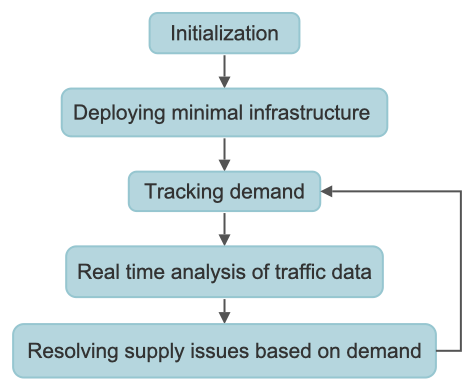 Initialization
Deploying minimal infrastructure
Tracking demand
Real time analysis of traffic data
Resolving supply issues based on demand